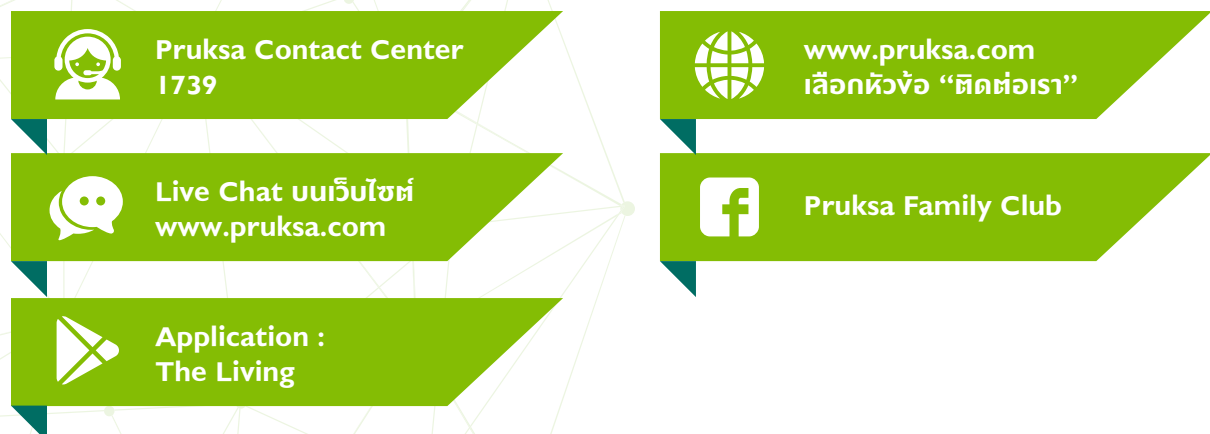 Pruksa Contact Center
1739
www.pruksa.com
เลือกหัวข้อ “ติดต่อเรา”
Live Chat บนเว็บไซต์
www.pruksa.com
Pruksa Family Club
Application :
The Living